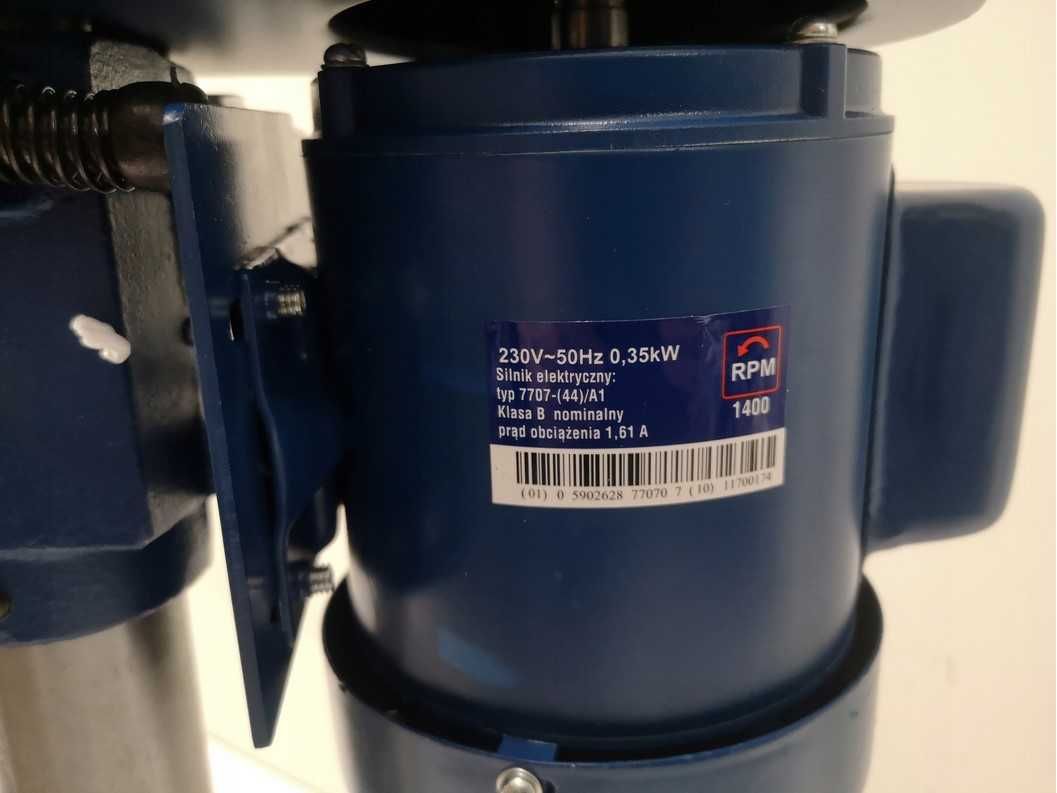 230V~50Hz 0,35kW
Silnik elektryczny:
typ 7707-(44)/A1
Klasa B nominalny
prąd obciążenia 1,61 A
RPM
1400
(01) 0 5902628 77070 7 (10) 11700174